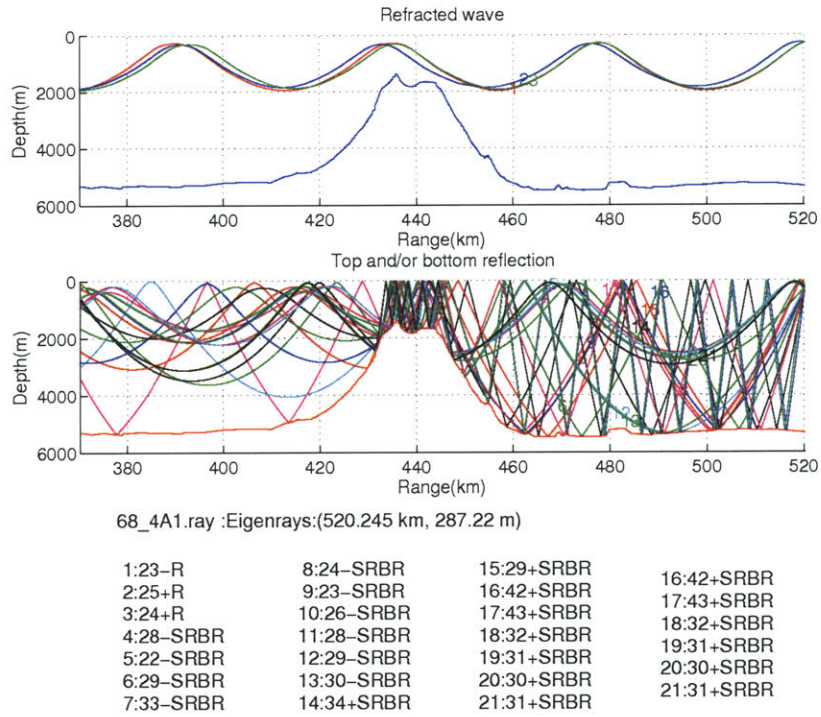 Refracted wave
0
2000
4000
6000
Depth(m)
380 400 420 440 460 480 500 520
Range(km)
Top and/or bottom reflection
0
2000
4000
6000
Depth(m)
380 400 420 440 460 480 500 520
Range(km)
68_4A1.ray :Eigenrays:(520.245 km, 287.22 m)
1:23−R
2:25+R
3:24+R
4:28−SRBR
5:22−SRBR
6:29−SRBR
7:33−SRBR
8:24−SRBR
9:23−SRBR
10:26−SRBR
11:28−SRBR
12:29−SRBR
13:30−SRBR
14:34+SRBR
15:29+SRBR
16:42+SRBR
17:43+SRBR
18:32+SRBR
19:31+SRBR
20:30+SRBR
21:31+SRBR
16:42+SRBR
17:43+SRBR
18:32+SRBR
19:31+SRBR
20:30+SRBR
21:31+SRBR